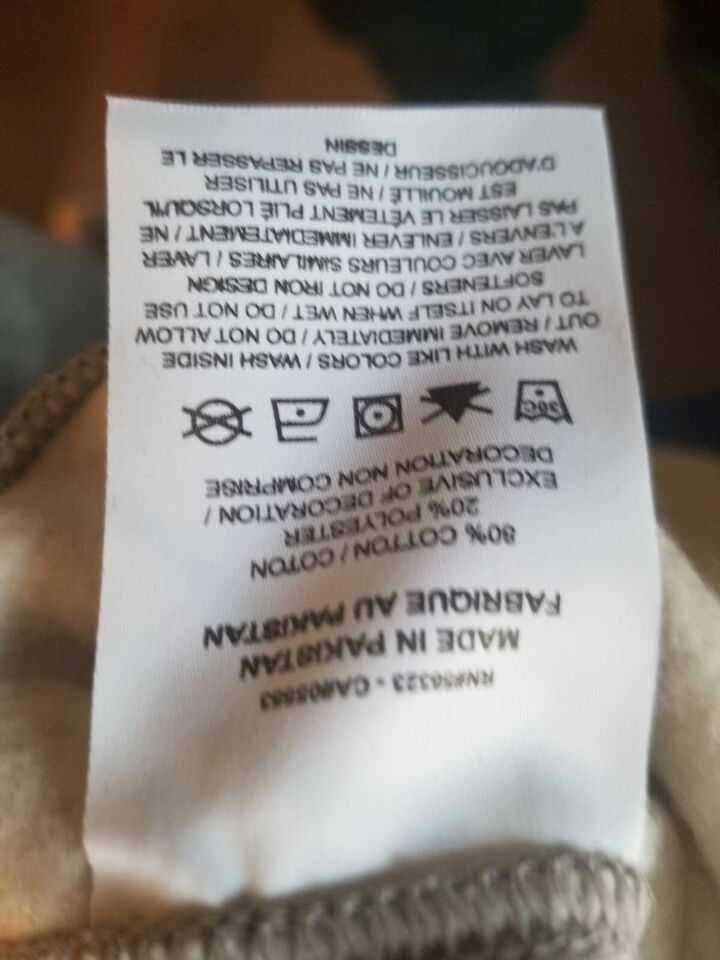 RN#56323 - CA#05553
MADE IN PAKISTAN
FABRIQUE AU PAKISTAN
80% COTTON / COTON
20% POLYESTER
EXCLUSIVE OF DECORATION /
DECORATION NON COMPRISE
30C
WASH WITH LIKE COLORS / WASH INSIDE
OUT / REMOVE IMMEDIATELY / DO NOT ALLOW
TO LAY ON ITSELF WHEN WET / DO NOT USE
SOFTENERS / DO NOT IRON DESIGN
LAVER AVEC COULEURS SIMILAIRES / LAVER
À L'ENVERS / ENLEVER IMMEDIATEMENT / NE
PAS LAISSER LE VÊTEMENT PLIÉ LORSQU'IL
EST MOUILLÉ / NE PAS UTILISER
D'ADOUCISSEUR / NE PAS REPASSER LE
DESSIN